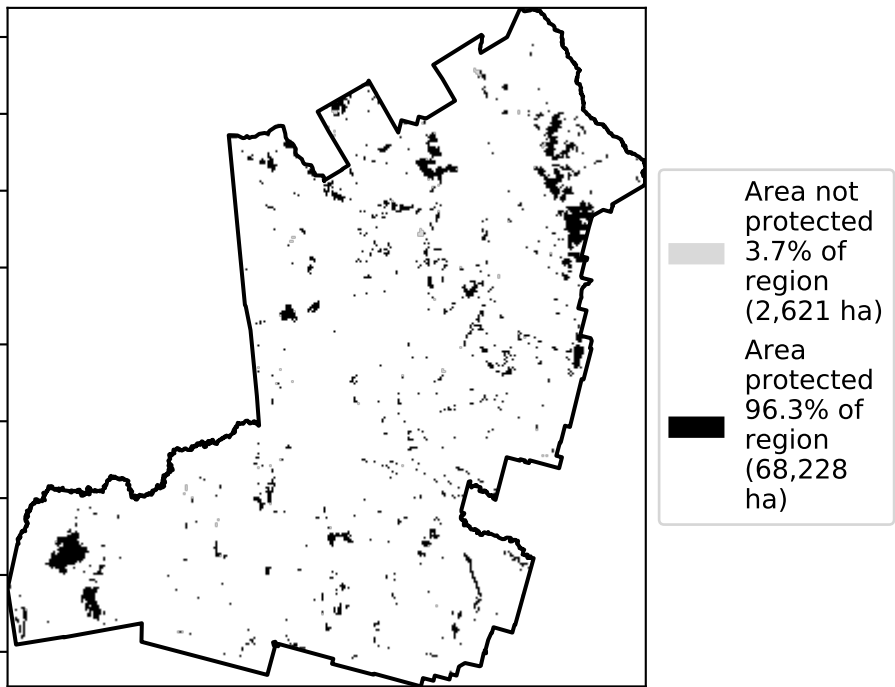 Area not
protected
3.7% of
region
(2,621 ha)
Area
protected
96.3% of
region
(68,228
ha)